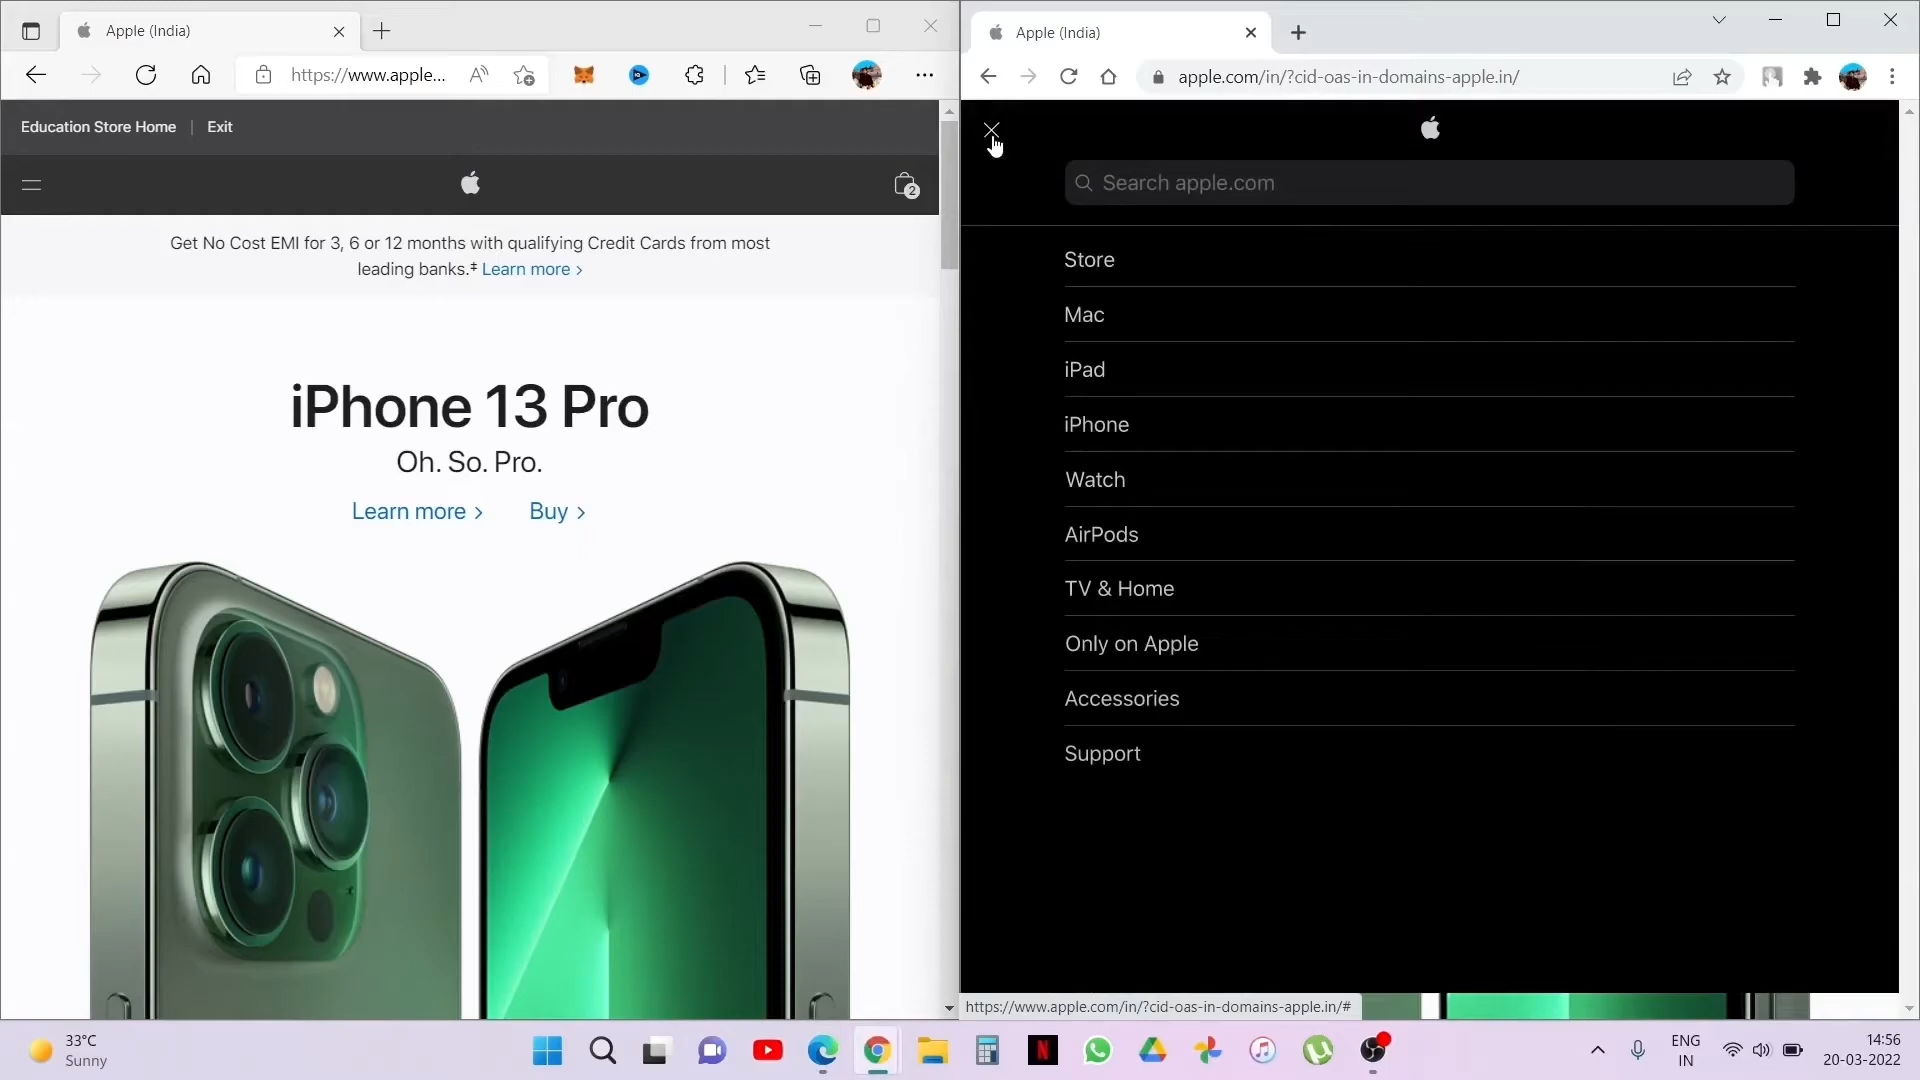 Apple (India)
https://www.apple...
Education Store Home | Exit
2
Get No Cost EMI for 3, 6 or 12 months with qualifying Credit Cards from most
leading banks.‡ Learn more >
iPhone 13 Pro
Oh. So. Pro.
Learn more > Buy >
Apple (India)
apple.com/in/?cid-oas-in-domains-apple.in/
Search apple.com
Store
Mac
iPad
iPhone
Watch
AirPods
TV & Home
Only on Apple
Accessories
Support
https://www.apple.com/in/?cid-oas-in-domains-apple.in/#
33°C
Sunny
ENG
IN
14:56
20-03-2022